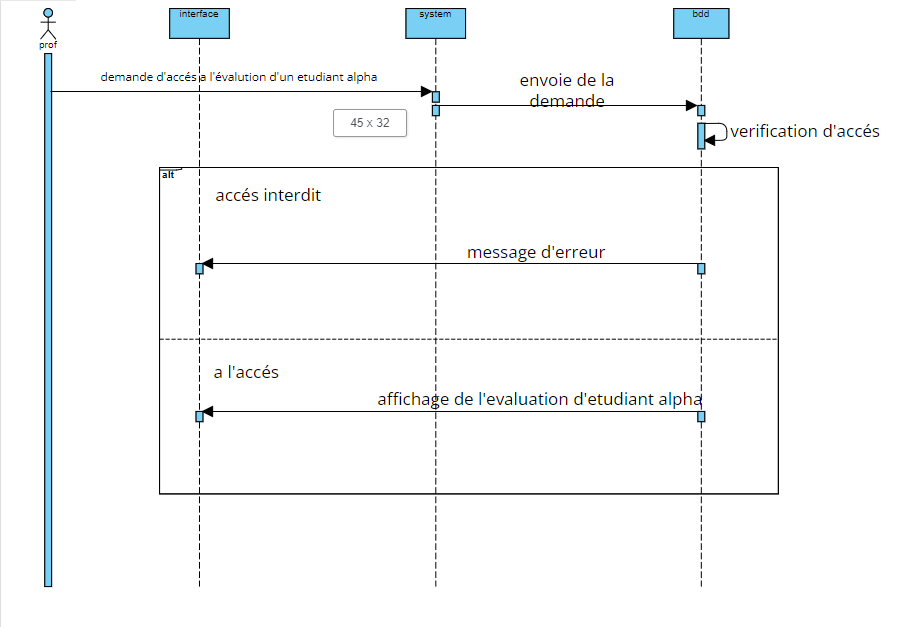 prof
interface
system
bdd
demande d'accés a l'évalution d'un etudiant alpha
envoie de la
demande
45 x 32
verification d'accés
alt
accés interdit
message d'erreur
a l'accés
affichage de l'evaluation d'etudiant alpha